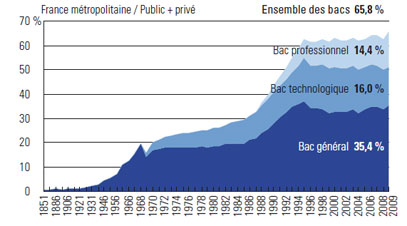 France métropolitaine / Public + privé Ensemble des bacs 65,8 %
70 %
60
50
40
30
20
10
0
Bac professionnel 14,4 %
Bac technologique 16,0 %
Bac général 35,4 %
1851 1886 1896 1906 1921 1931 1946 1956 1966 1968 1970 1972 1974 1976 1978 1980 1982 1984 1986 1988 1990 1992 1994 1996 1998 2000 2002 2004 2006 2008 2009